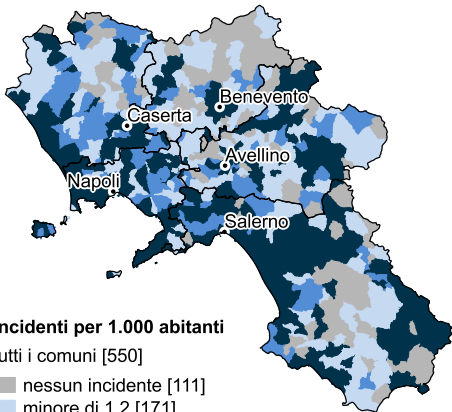 Benevento
Caserta
Avellino
Napoli
Salerno
ncidenti per 1.000 abitanti
utti i comuni [550]
nessun incidente [111]
minore di 1,2 [171]